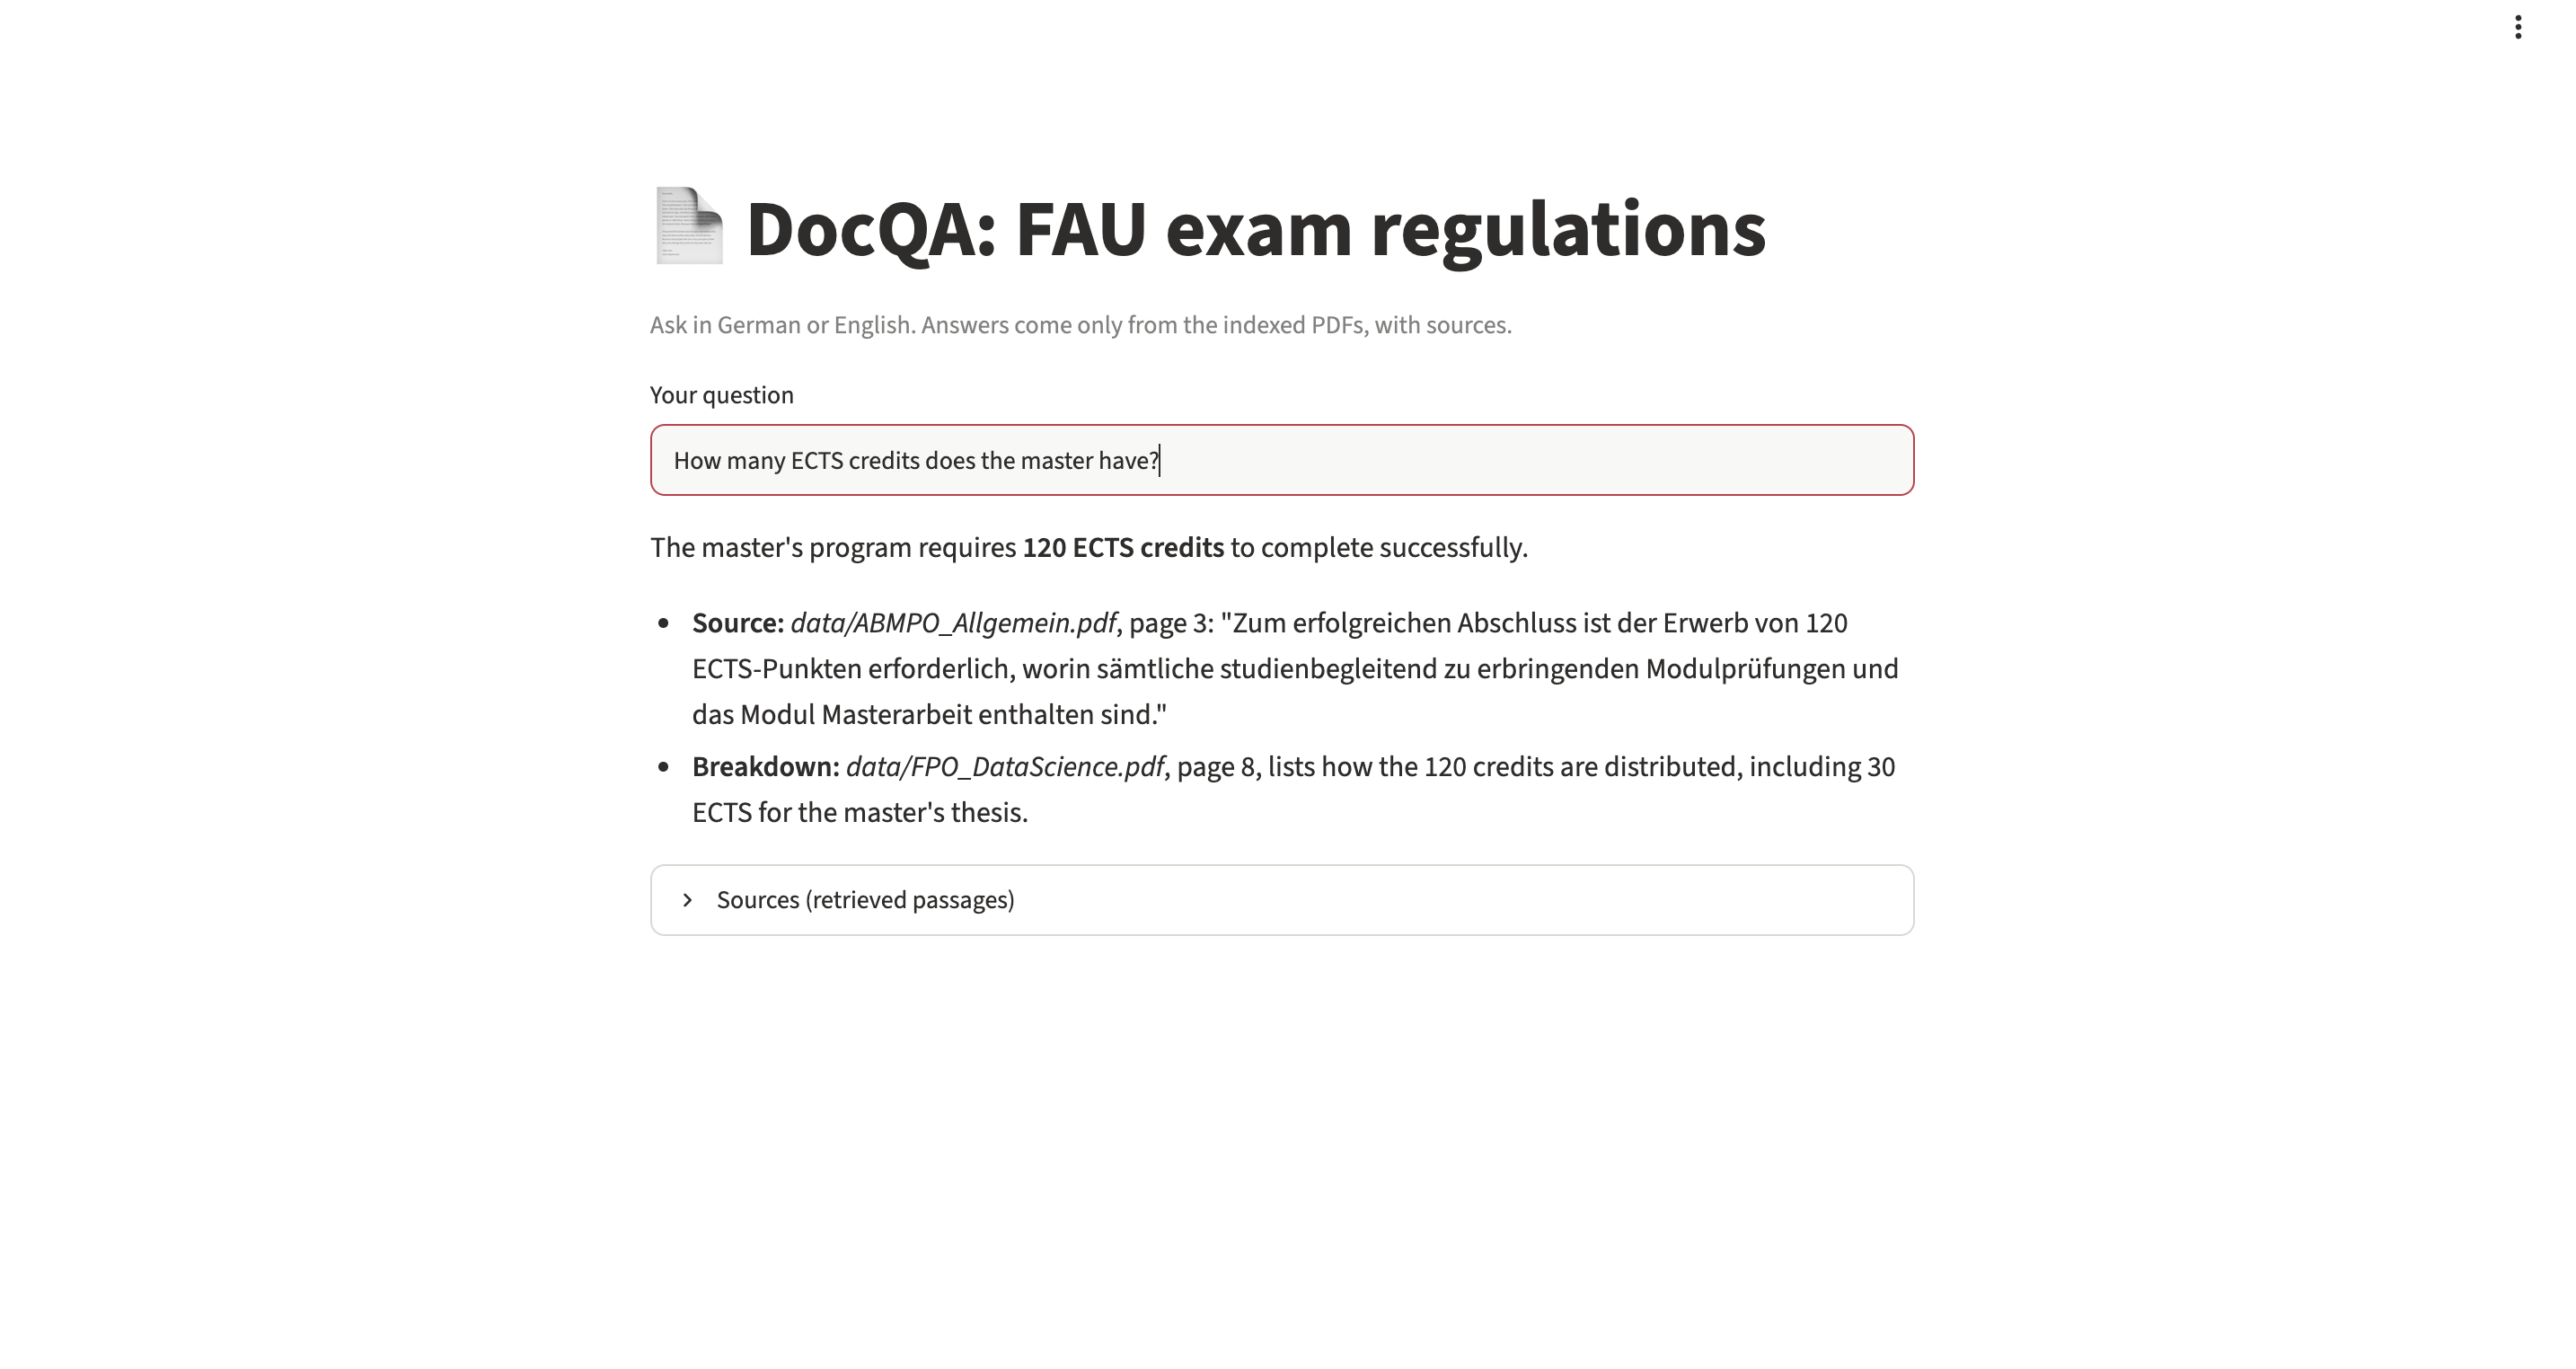 DocQA: FAU exam regulations
Ask in German or English. Answers come only from the indexed PDFs, with sources.
Your question
How many ECTS credits does the master have?
The master's program requires 120 ECTS credits to complete successfully.
Source: data/ABMPO_Allgemein.pdf, page 3: "Zum erfolgreichen Abschluss ist der Erwerb von 120
ECTS-Punkten erforderlich, worin sämtliche studienbegleitend zu erbringenden Modulprüfungen und
das Modul Masterarbeit enthalten sind."
Breakdown: data/FPO_DataScience.pdf, page 8, lists how the 120 credits are distributed, including 30
ECTS for the master's thesis.
Sources (retrieved passages)